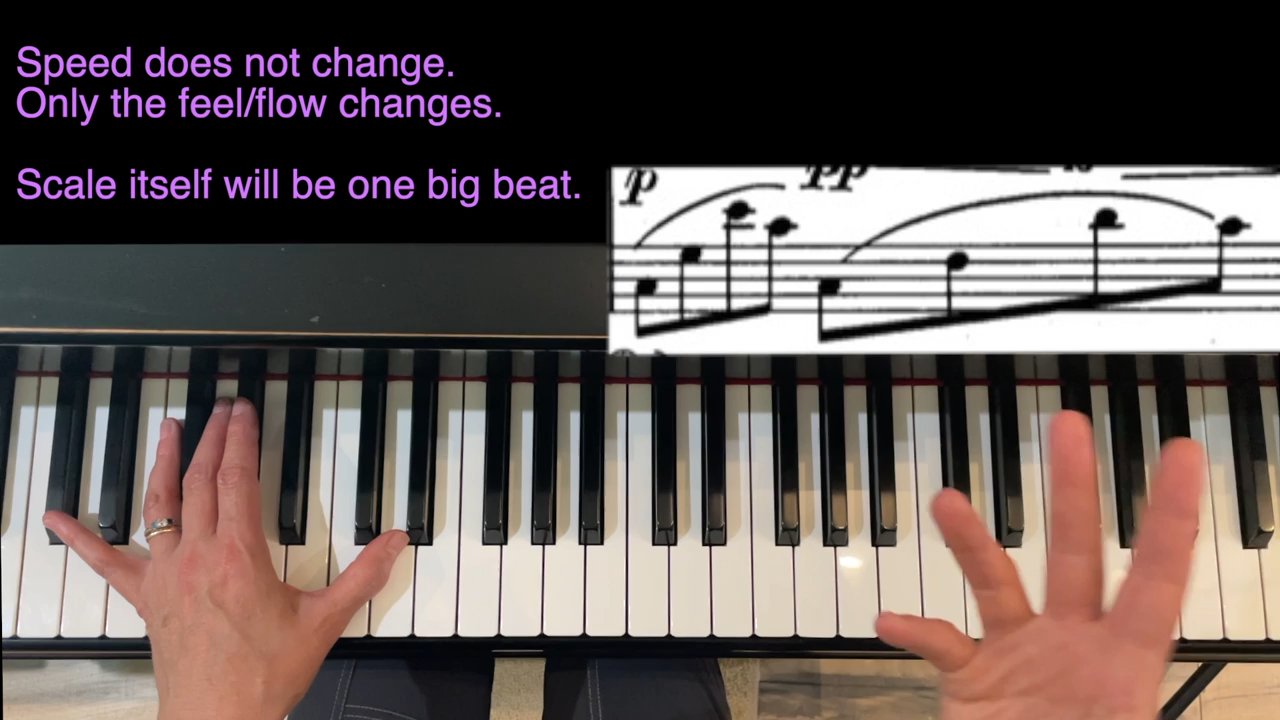 Speed does not change.
Only the feel/flow changes.
Scale itself will be one big beat.
p
pp